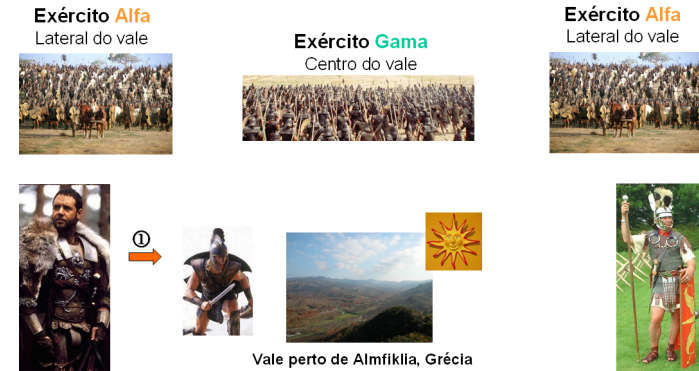 Exército Alfa
Lateral do vale
Exército Gama
Centro do vale
Exército Alfa
Lateral do vale
①
Vale perto de Almfiklia, Grécia